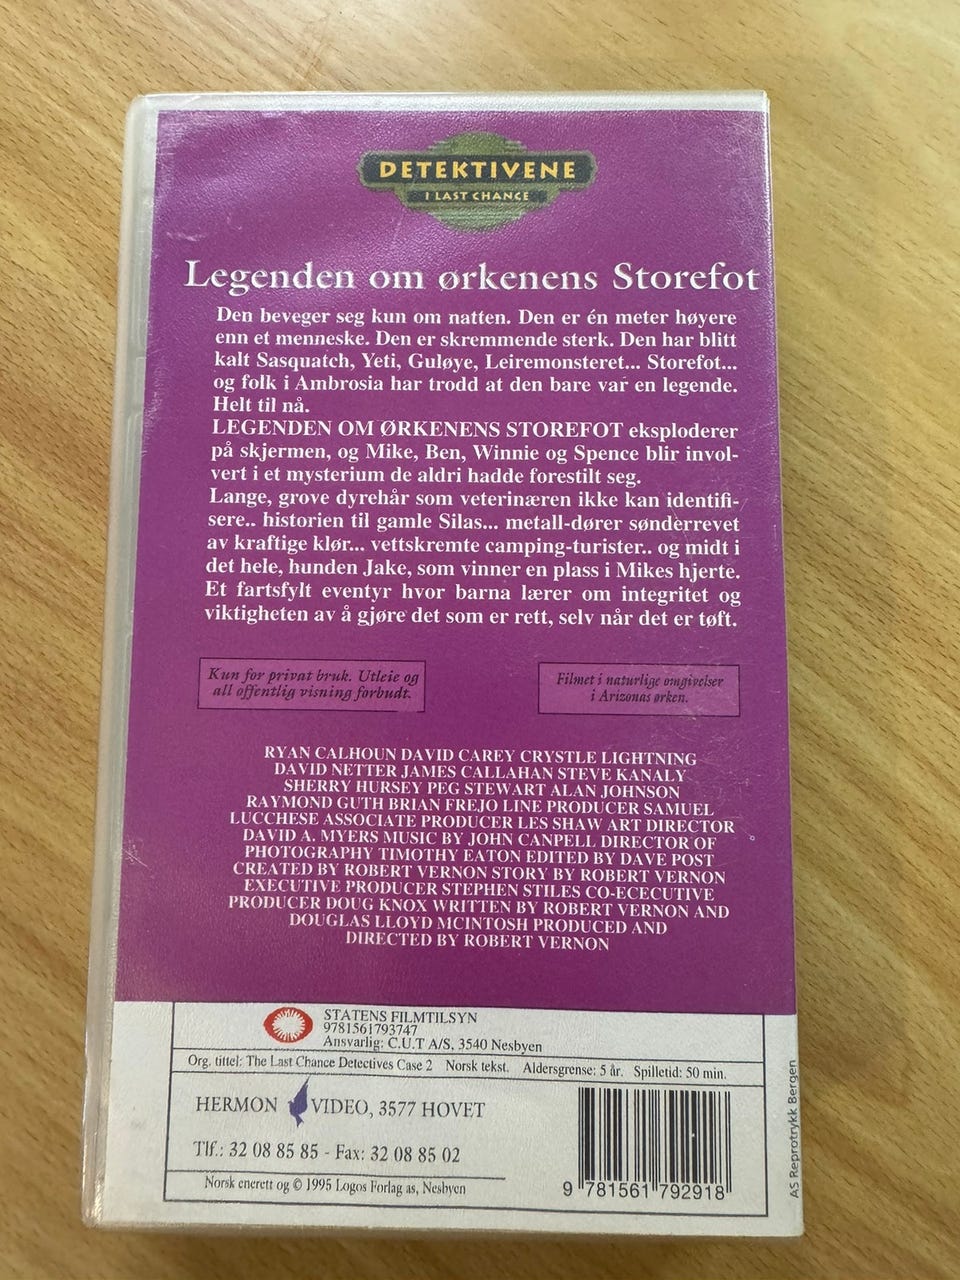 DETEKTIVENE
I LAST CHANCE
Legenden om ørkenens Storefot
Den beveger seg kun om natten. Den er én meter høyere
enn et menneske. Den er skremmende sterk. Den har blitt
kalt Sasquatch, Yeti, Guløye, Leiremonsteret... Storefot...
og folk i Ambrosia har trodd at den bare var en legende.
Helt til nå.
LEGENDEN OM ØRKENENS STOREFOT eksploderer
på skjermen, og Mike, Ben, Winnie og Spence blir invol-
vert i et mysterium de aldri hadde forestilt seg.
Lange, grove dyrehår som veterinæren ikke kan identifi-
sere.. historien til gamle Silas... metall-dører sønderrevet
av kraftige klør... vettskremte camping-turister.. og midt i
det hele, hunden Jake, som vinner en plass i Mikes hjerte.
Et fartsfylt eventyr hvor barna lærer om integritet og
viktigheten av å gjøre det som er rett, selv når det er tøft.
Kun for privat bruk. Utleie og
all offentlig visning forbudt.
Filmet i naturlige omgivelser
i Arizonas ørken.
RYAN CALHOUN DAVID CAREY CRYSTLE LIGHTNING
DAVID NETTER JAMES CALLAHAN STEVE KANALY
SHERRY HURSEY PEG STEWART ALAN JOHNSON
RAYMOND GUTH BRIAN FREJO LINE PRODUCER SAMUEL
LUCCHESE ASSOCIATE PRODUCER LES SHAW ART DIRECTOR
DAVID A. MYERS MUSIC BY JOHN CANPELL DIRECTOR OF
PHOTOGRAPHY TIMOTHY EATON EDITED BY DAVE POST
CREATED BY ROBERT VERNON STORY BY ROBERT VERNON
EXECUTIVE PRODUCER STEPHEN STILES CO-ECECUTIVE
PRODUCER DOUG KNOX WRITTEN BY ROBERT VERNON AND
DOUGLAS LLOYD MCINTOSH PRODUCED AND
DIRECTED BY ROBERT VERNON
STATENS FILMTILSYN
9781561793747
Ansvarlig: C.U.T A/S, 3540 Nesbyen
Org. tittel: The Last Chance Detectives Case 2 Norsk tekst. Aldersgrense: 5 år. Spilletid: 50 min.
HERMON VIDEO, 3577 HOVET
Tlf.: 32 08 85 85 - Fax: 32 08 85 02
Norsk enerett og © 1995 Logos Forlag as, Nesbyen
9 781561 792918
AS Reprotrykk Bergen